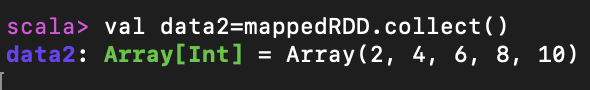 scala> val data2=mappedRDD.collect()
data2: Array[Int] = Array(2, 4, 6, 8, 10)